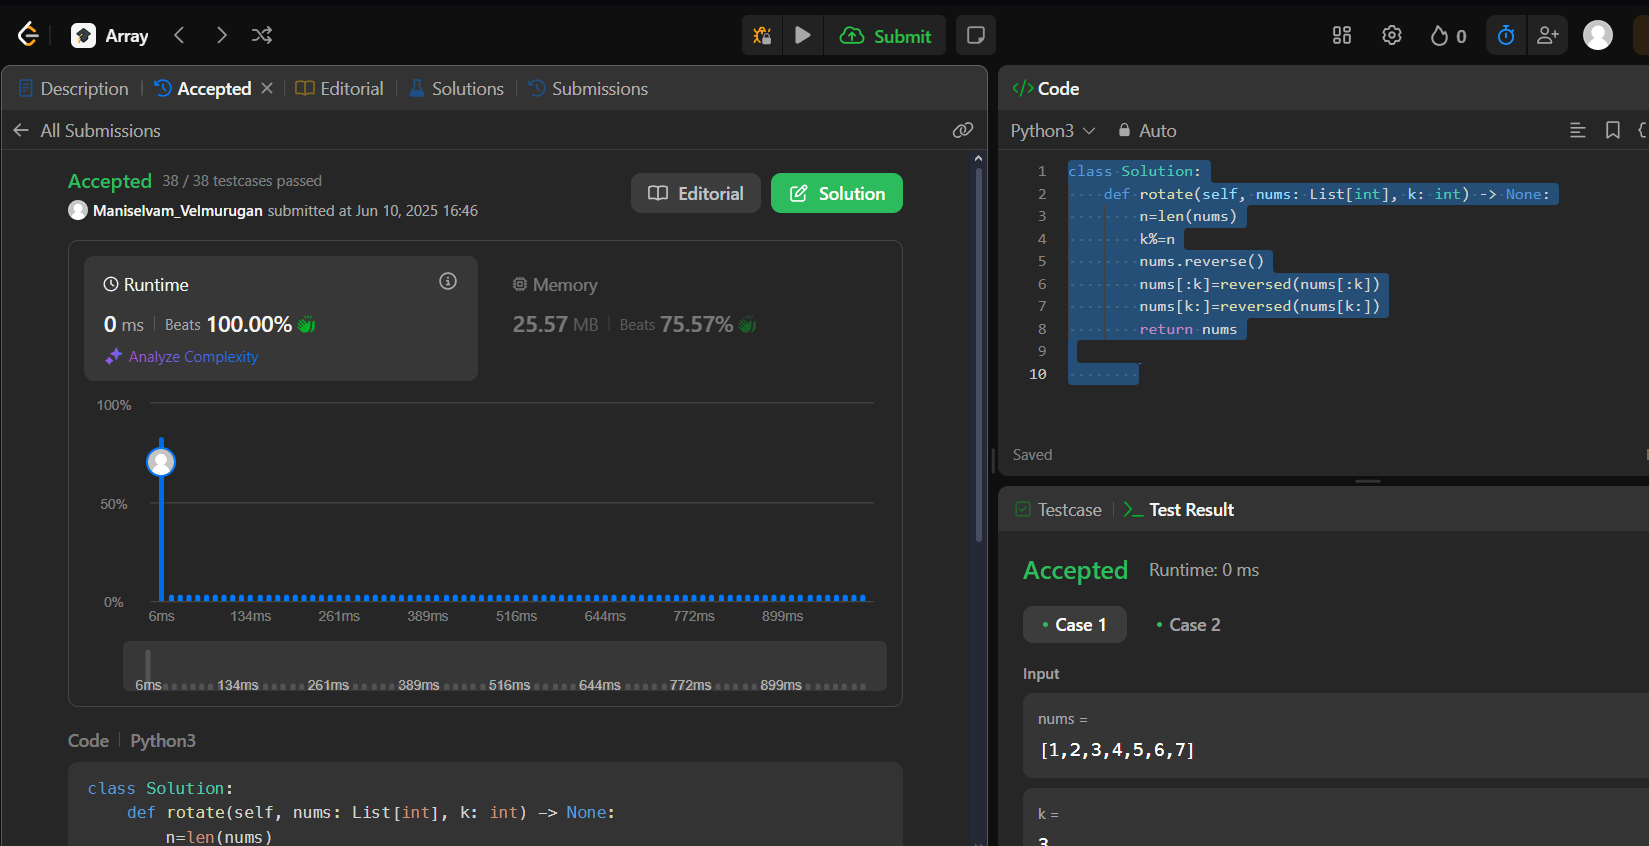 Array
Submit
0
Description
Accepted
Editorial
Solutions
Submissions
All Submissions
Accepted 38 / 38 testcases passed
Maniselvam_Velmurugan submitted at Jun 10, 2025 16:46
Editorial
Solution
Runtime
0 ms Beats 100.00%
Analyze Complexity
Memory
25.57 MB Beats 75.57%
100%
50%
0%
6ms 134ms 261ms 389ms 516ms 644ms 772ms 899ms
6ms 134ms 261ms 389ms 516ms 644ms 772ms 899ms
Code Python3
class Solution:
    def rotate(self, nums: List[int], k: int) -> None:
        n=len(nums)
</> Code
Python3 Auto
1 class Solution:
2     def rotate(self, nums: List[int], k: int) -> None:
3         n=len(nums)
4         k%=n
5         nums.reverse()
6         nums[:k]=reversed(nums[:k])
7         nums[k:]=reversed(nums[k:])
8         return nums
9
10
Saved
Testcase
Test Result
Accepted Runtime: 0 ms
Case 1
Case 2
Input
nums =
[1,2,3,4,5,6,7]
k =
3